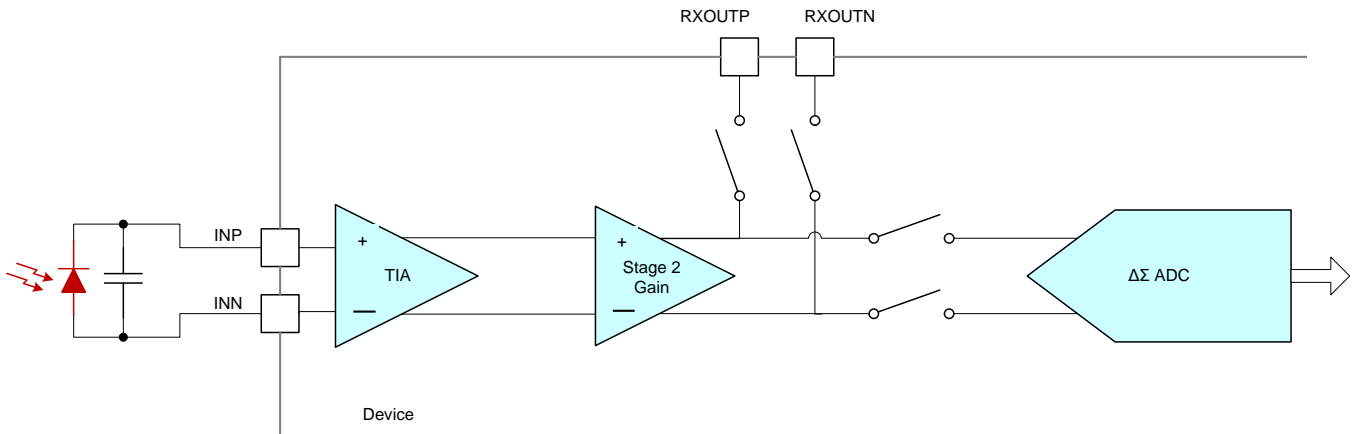 RXOUTP
RXOUTN
INP
+
TIA
+
Stage 2
Gain
ΔΣ ADC
INN
—
—
Device